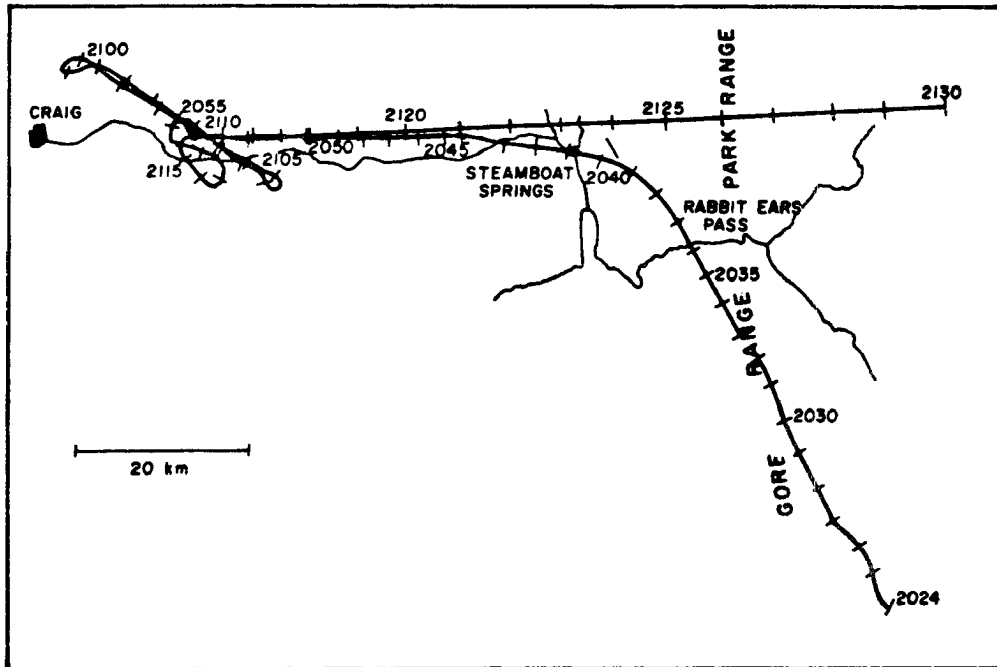 2100
CRAIG
2055
2110
2115
2105
2050
2120
2045
STEAMBOAT
SPRINGS
2040
2125
2130
PARK RANGE
RABBIT EARS
PASS
2035
GORE RANGE
2030
2024
20 km